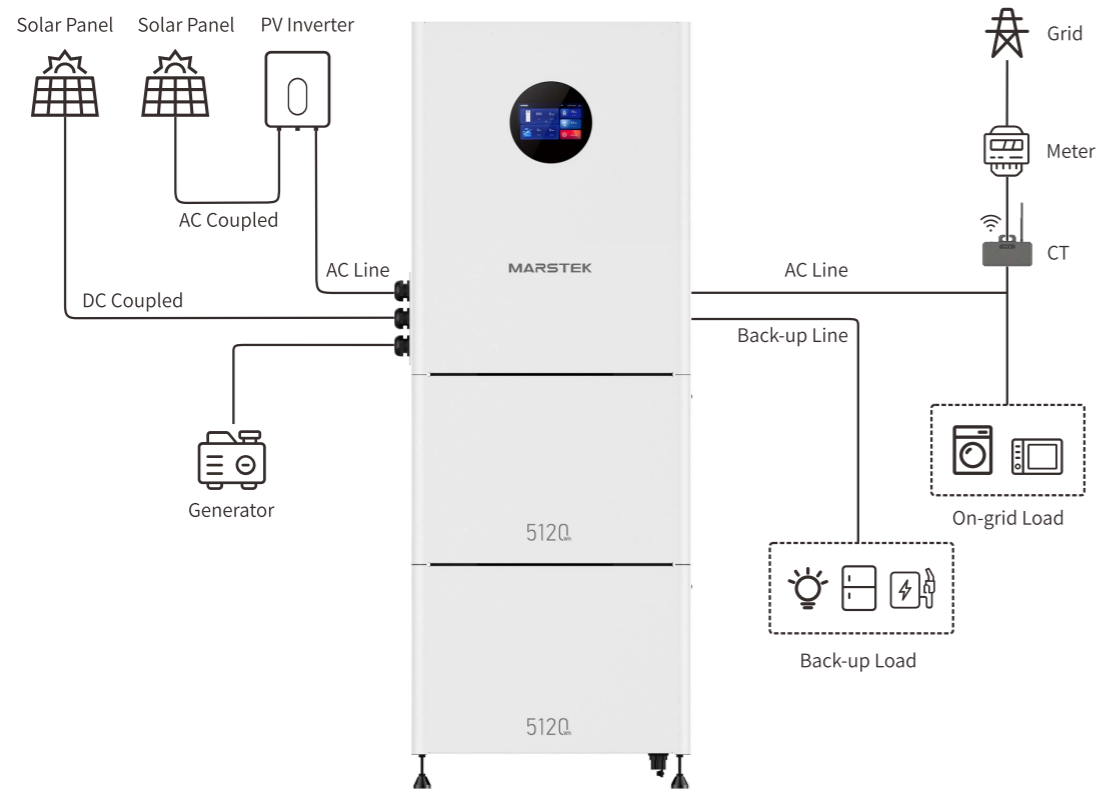 Solar Panel
Solar Panel
PV Inverter
Grid
Meter
AC Coupled
CT
MARSTEK
AC Line
AC Line
DC Coupled
Back-up Line
Generator
On-grid Load
5120
Back-up Load
5120